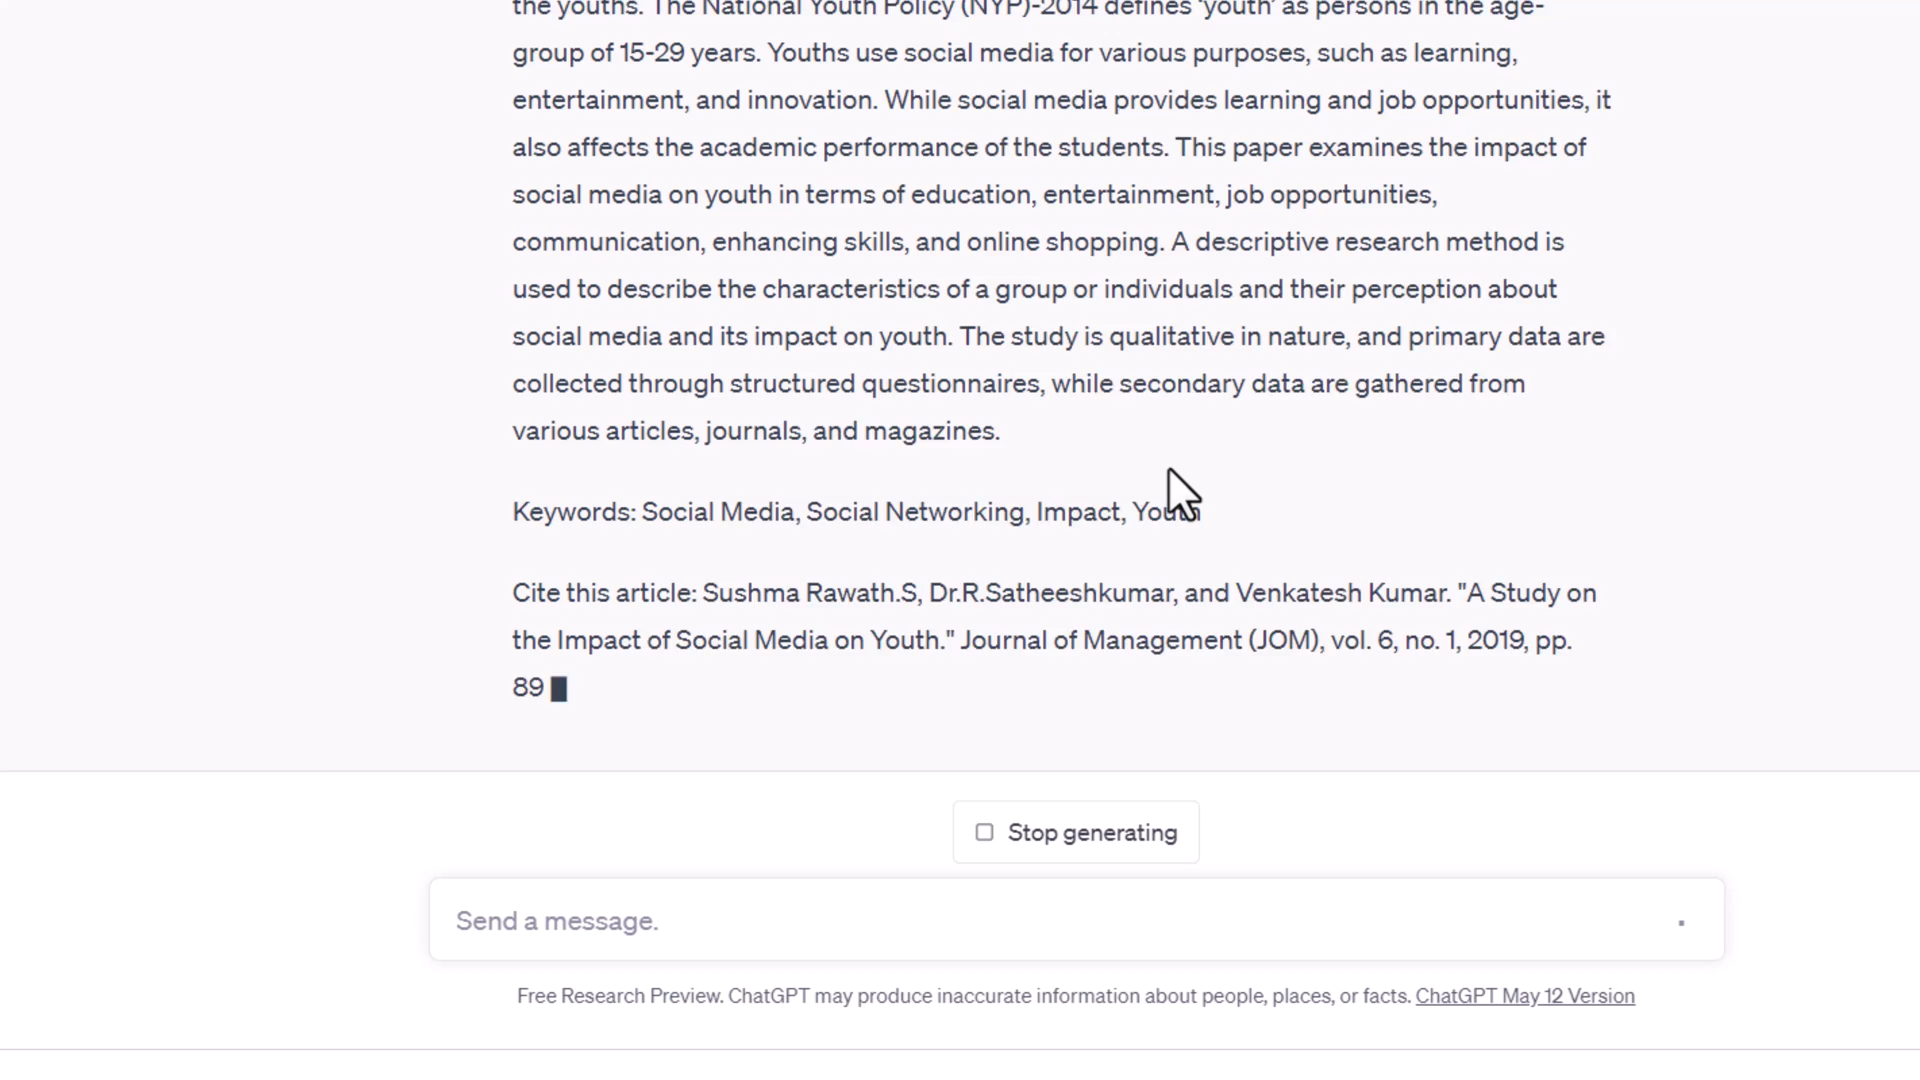 the youths. The National Youth Policy (NYP)-2014 defines ‘youth’ as persons in the age-
group of 15-29 years. Youths use social media for various purposes, such as learning,
entertainment, and innovation. While social media provides learning and job opportunities, it
also affects the academic performance of the students. This paper examines the impact of
social media on youth in terms of education, entertainment, job opportunities,
communication, enhancing skills, and online shopping. A descriptive research method is
used to describe the characteristics of a group or individuals and their perception about
social media and its impact on youth. The study is qualitative in nature, and primary data are
collected through structured questionnaires, while secondary data are gathered from
various articles, journals, and magazines.
Keywords: Social Media, Social Networking, Impact, Youth
Cite this article: Sushma Rawath.S, Dr.R.Satheeshkumar, and Venkatesh Kumar. "A Study on
the Impact of Social Media on Youth." Journal of Management (JOM), vol. 6, no. 1, 2019, pp.
89
Stop generating
Send a message.
Free Research Preview. ChatGPT may produce inaccurate information about people, places, or facts. ChatGPT May 12 Version